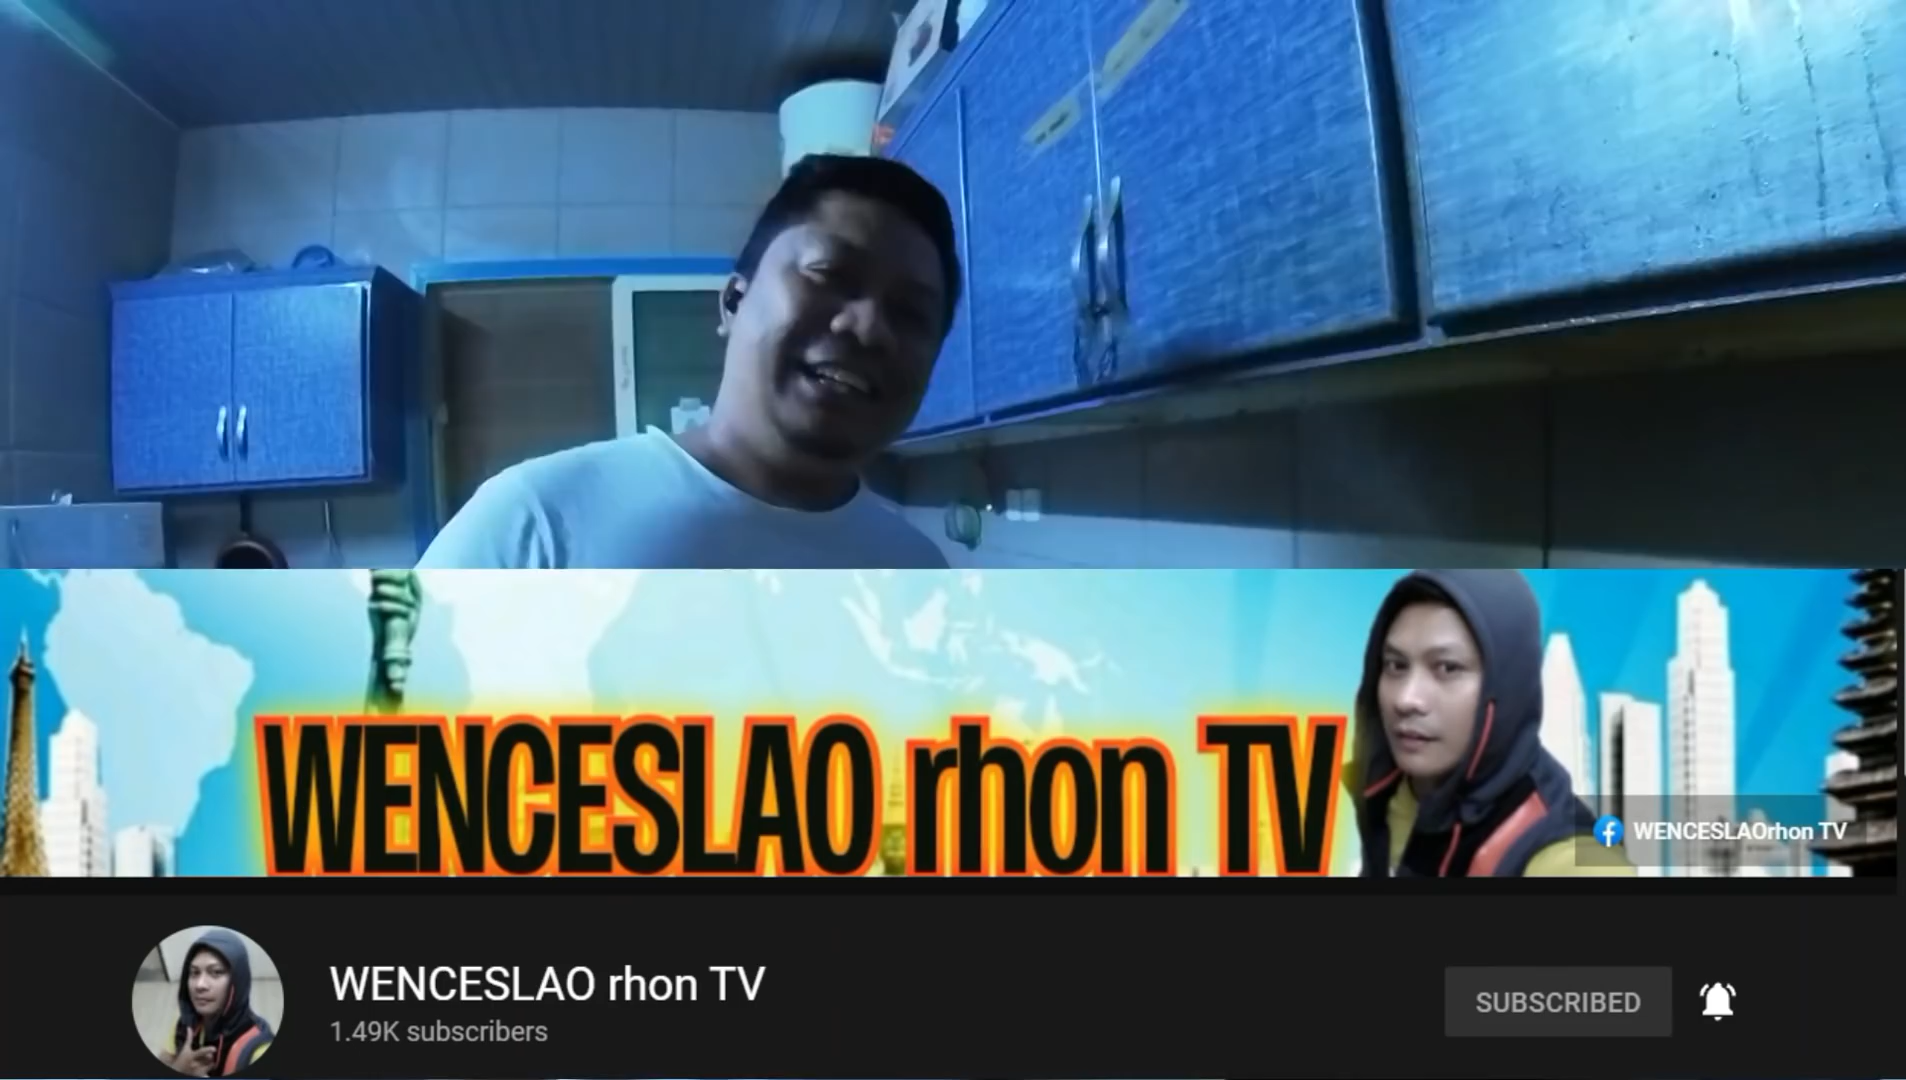 WENCESLAO rhon TV
WENCESLAOrhon TV
WENCESLAO rhon TV
1.49K subscribers
SUBSCRIBED